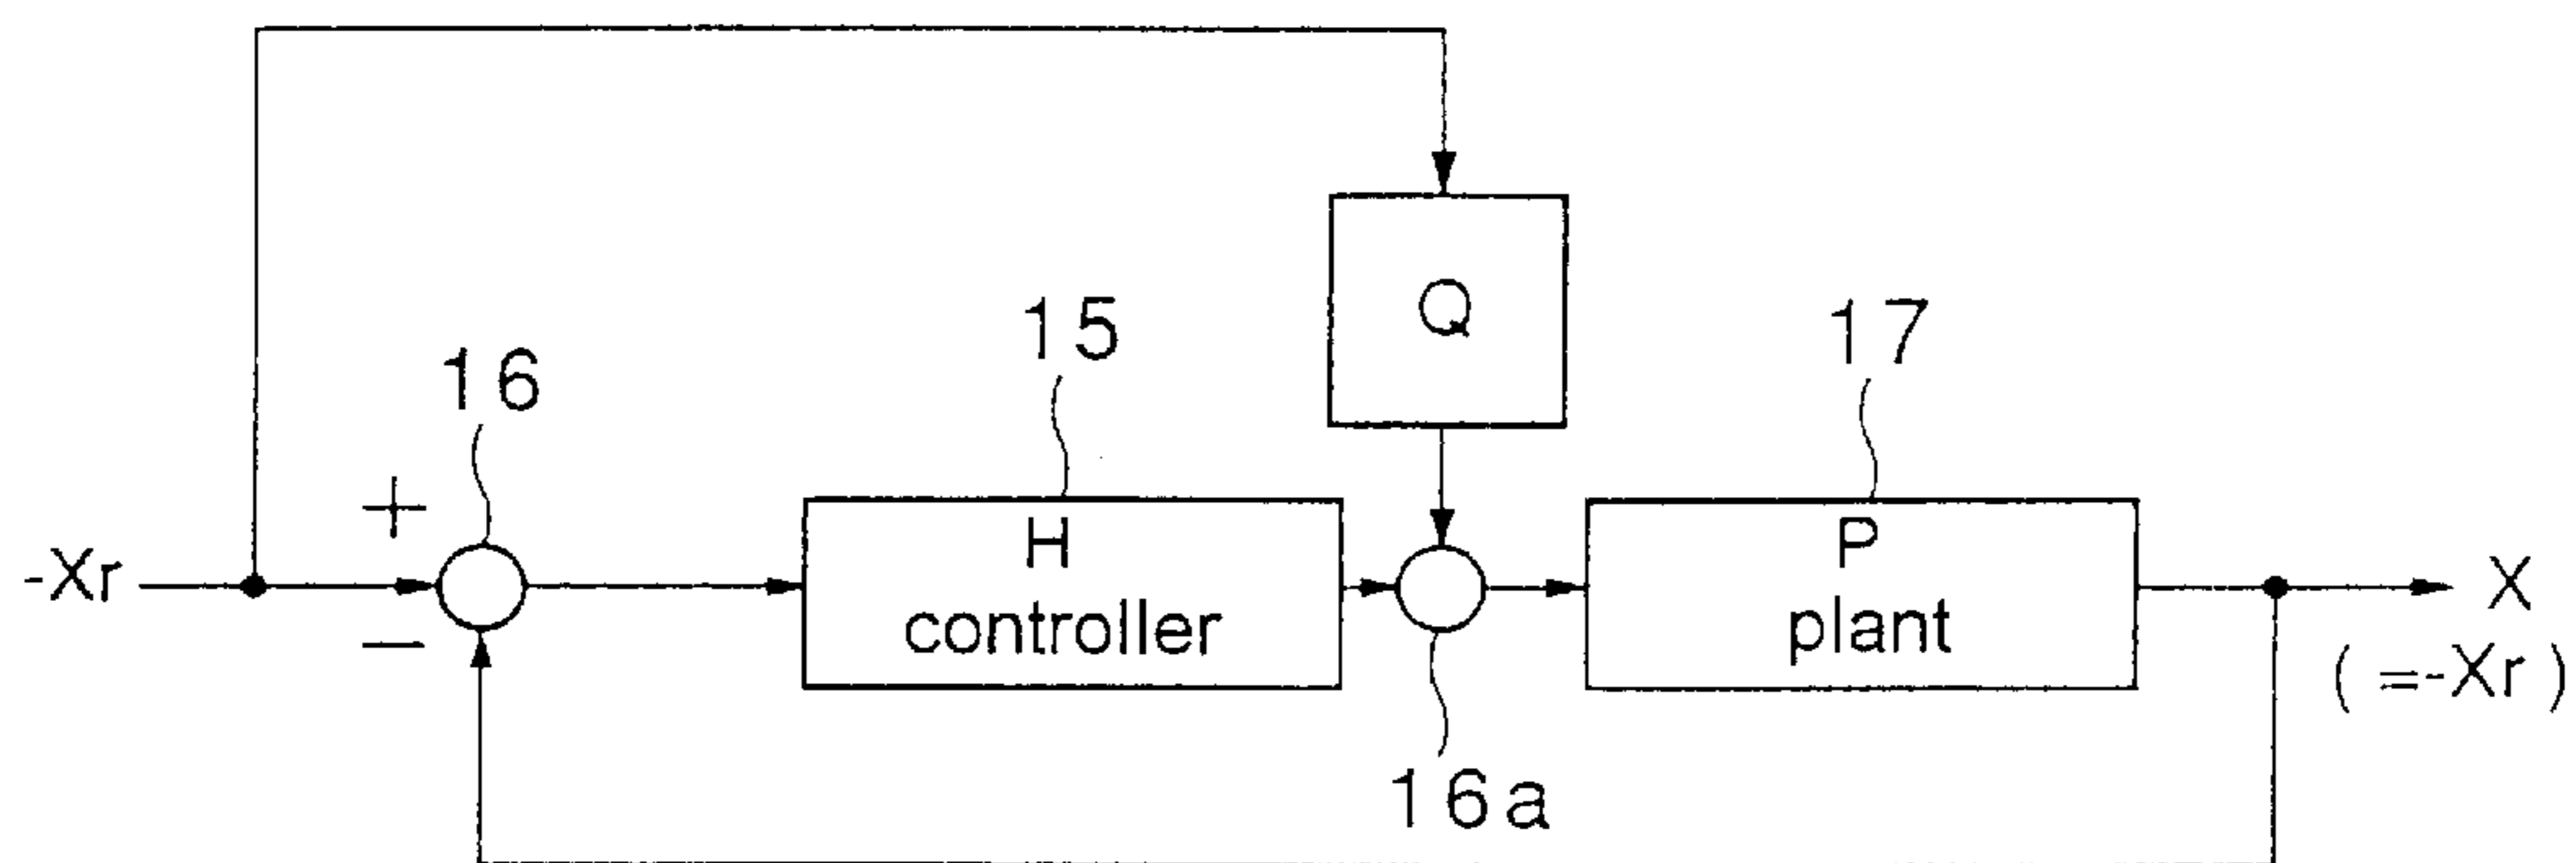 Q
15
17
16
+
-Xr
H
controller
P
plant
X
−
(=-Xr)
16a